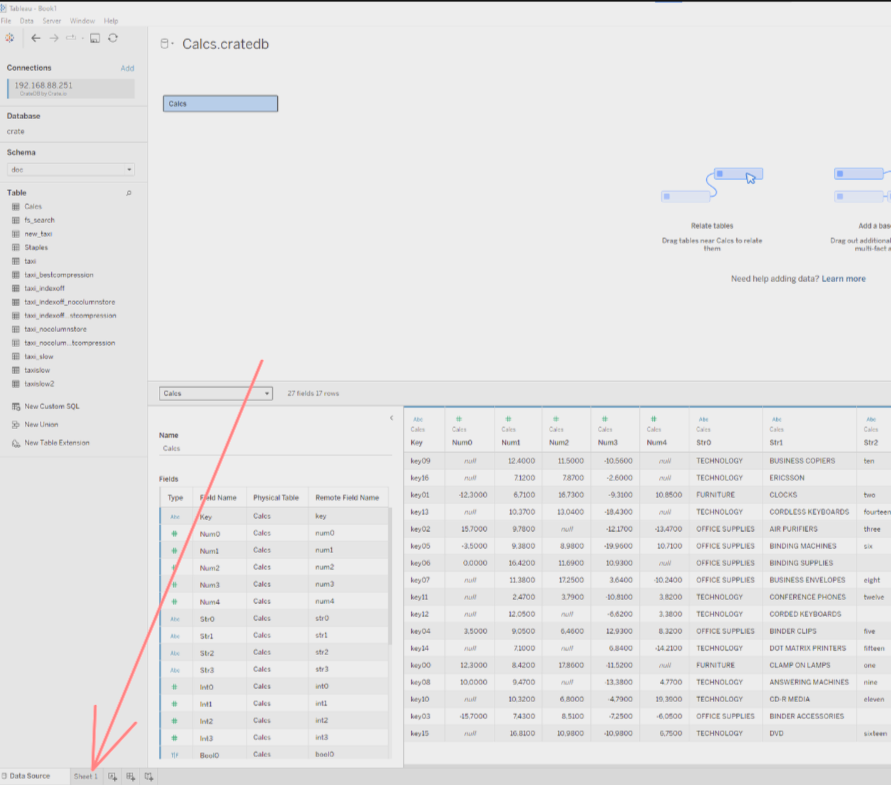 Tableau - Book1
File Data Server Window Help
Calcs.cratedb
Connections Add
192.168.88.251
CrateDB by Crate.io
Database
crate
Schema
doc
Table
Calcs
fs_search
new_taxi
Staples
taxi
taxi_bestcompression
taxi_indexoff
taxi_indexoff_nocolumnstore
taxi_indexoff...stcompression
taxi_nocolumnstore
taxi_nocolum...tcompression
taxi_slow
taxislow
taxislow2
New Custom SQL
New Union
New Table Extension
Calcs
Relate tables
Drag tables near Calcs to relate
them
Add a bas
Drag out additional
multi-fact a
Need help adding data? Learn more
Calcs 27 fields 17 rows
Name
Calcs
Fields
Type Field Name Physical Table Remote Field Name
Abc Key Calcs key
# Num0 Calcs num0
# Num1 Calcs num1
# Num2 Calcs num2
# Num3 Calcs num3
# Num4 Calcs num4
Abc Str0 Calcs str0
Abc Str1 Calcs str1
Abc Str2 Calcs str2
Abc Str3 Calcs str3
# Int0 Calcs int0
# Int1 Calcs int1
# Int2 Calcs int2
# Int3 Calcs int3
T|F Bool0 Calcs bool0
Abc # # # # # Abc Abc Abc
Calcs Calcs Calcs Calcs Calcs Calcs Calcs Calcs Calcs
Key Num0 Num1 Num2 Num3 Num4 Str0 Str1 Str2
key09 null 12.4000 11.5000 -10.5600 null TECHNOLOGY BUSINESS COPIERS ten
key16 null 7.1200 7.8700 -2.6000 null TECHNOLOGY ERICSSON
key01 -12.3000 6.7100 16.7300 -9.3100 10.8500 FURNITURE CLOCKS two
key13 null 10.3700 13.0400 -18.4300 null TECHNOLOGY CORDLESS KEYBOARDS fourteen
key02 15.7000 9.7800 null -12.1700 -13.4700 OFFICE SUPPLIES AIR PURIFIERS three
key05 -3.5000 9.3800 8.9800 -19.9600 10.7100 OFFICE SUPPLIES BINDING MACHINES six
key06 0.0000 16.4200 11.6900 10.9300 null OFFICE SUPPLIES BINDING SUPPLIES
key07 null 11.3800 17.2500 3.6400 -10.2400 OFFICE SUPPLIES BUSINESS ENVELOPES eight
key11 null 2.4700 3.7900 -10.8100 3.8200 TECHNOLOGY CONFERENCE PHONES twelve
key12 null 12.0500 null -6.6200 3.3800 TECHNOLOGY CORDED KEYBOARDS
key04 3.5000 9.0500 6.4600 12.9300 8.3200 OFFICE SUPPLIES BINDER CLIPS five
key14 null 7.1000 null 6.8400 -14.2100 TECHNOLOGY DOT MATRIX PRINTERS fifteen
key00 12.3000 8.4200 17.8600 -11.5200 null FURNITURE CLAMP ON LAMPS one
key08 10.0000 9.4700 null -13.3800 4.7700 TECHNOLOGY ANSWERING MACHINES nine
key10 null 10.3200 6.8000 -4.7900 19.3900 TECHNOLOGY CD-R MEDIA eleven
key03 -15.7000 7.4300 8.5100 -7.2500 -6.0500 OFFICE SUPPLIES BINDER ACCESSORIES
key15 null 16.8100 10.9800 -10.9800 6.7500 TECHNOLOGY DVD sixteen
Data Source Sheet 1